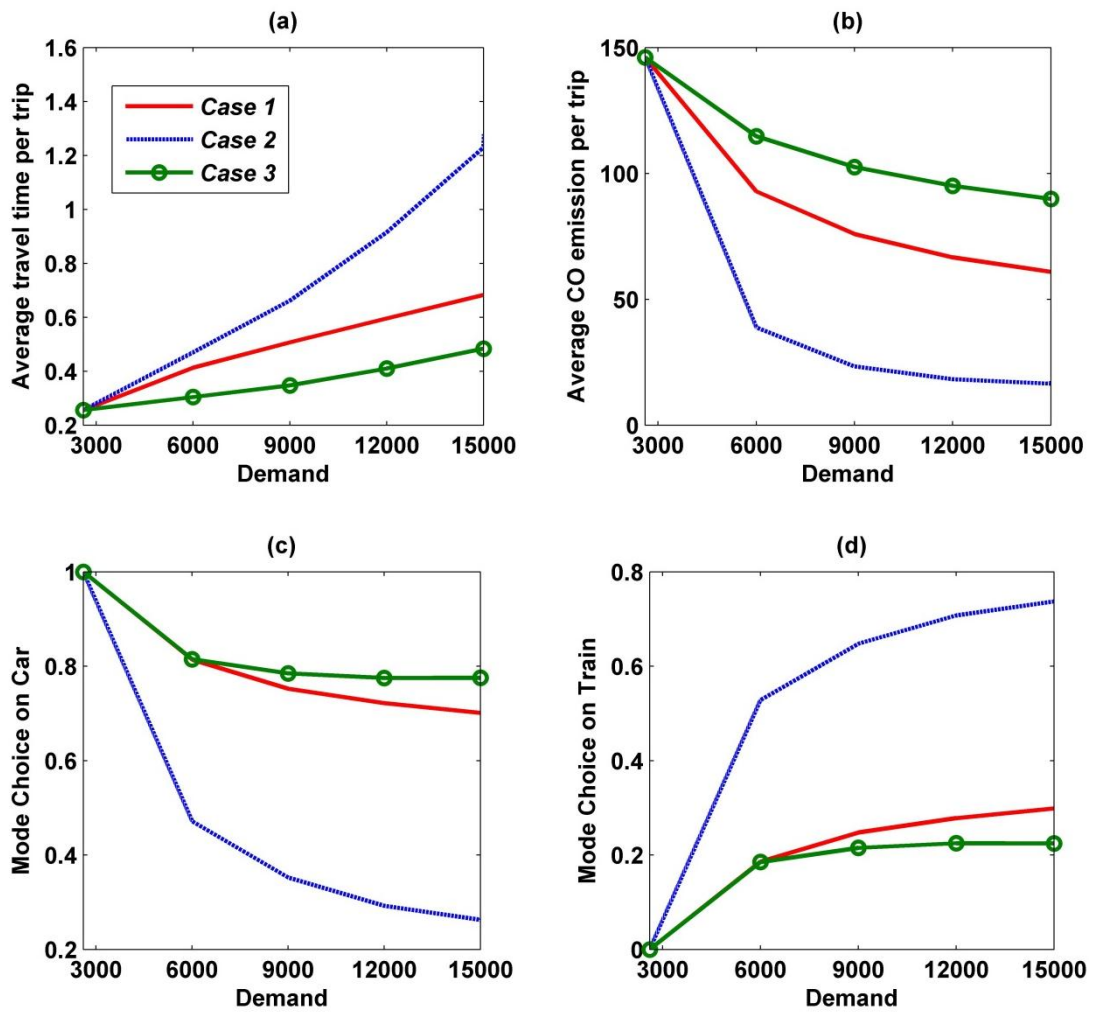 (a)
1.6
1.4
1.2
1
0.8
0.6
0.4
0.2
Average travel time per trip
Case 1
Case 2
Case 3
3000 6000 9000 12000 15000
Demand
(b)
150
100
50
0
Average CO emission per trip
3000 6000 9000 12000 15000
Demand
(c)
1
0.8
0.6
0.4
0.2
Mode Choice on Car
3000 6000 9000 12000 15000
Demand
(d)
0.8
0.6
0.4
0.2
0
Mode Choice on Train
3000 6000 9000 12000 15000
Demand